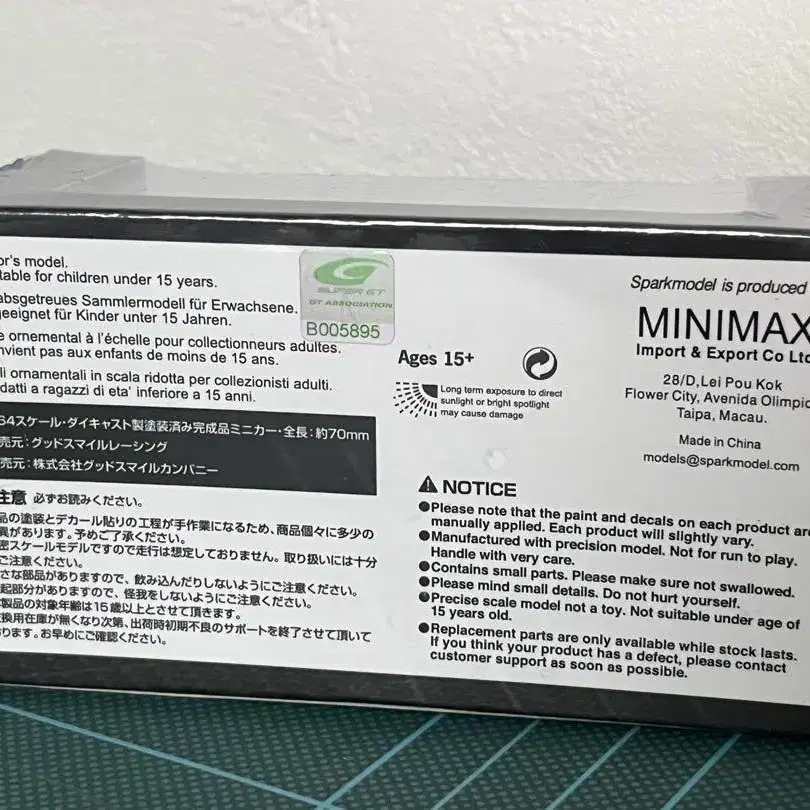 or's model.
table for children under 15 years.
absgetreues Sammlermodell für Erwachsene.
geeignet für Kinder unter 15 Jahren.
e ornemental à l'échelle pour collectionneurs adultes.
nvient pas aux enfants de moins de 15 ans.
li ornamentali in scala ridotta per collezionisti adulti.
datti a ragazzi di eta' inferiore a 15 anni.
SUPER GT
GT ASSOCIATION
B005895
64スケール・ダイキャスト製塗装済み完成品ミニカー・全長:約70mm
売元:グッドスマイルレーシング
売元:株式会社グッドスマイルカンパニー
注意 必ずお読みください。
品の塗装とデカール貼りの工程が手作業になるため、商品個々に多少の
異があります。予めご了承ください。
密スケールモデルですので走行は想定しておりません。取り扱いには十分
ご注意ください。
さな部品がありますので、飲み込んだりしないようにご注意ください。
起部分がありますので、怪我をしないようにご注意ください。
製品の対象年齢は15歳以上とさせて頂きます。
換用在庫が無くなり次第、出荷時初期不良のサポートを終了させて頂いて
ります。お早めにご確認ください。
Ages 15+
Long term exposure to direct
sunlight or bright spotlight
may cause damage
Sparkmodel is produced
MINIMAX
Import & Export Co Ltd
28/D,Lei Pou Kok
Flower City, Avenida Olimpic
Taipa, Macau.
Made in China
models@sparkmodel.com
NOTICE
●Please note that the paint and decals on each product are
manually applied. Each product will slightly vary.
●Manufactured with precision model. Not for run to play.
Handle with very care.
●Contains small parts. Please make sure not swallowed.
●Please mind small details. Do not hurt yourself.
●Precise scale model not a toy. Not suitable under age of
15 years old.
●Replacement parts are only available while stock lasts.
If you think your product has a defect, please contact
customer support as soon as possible.